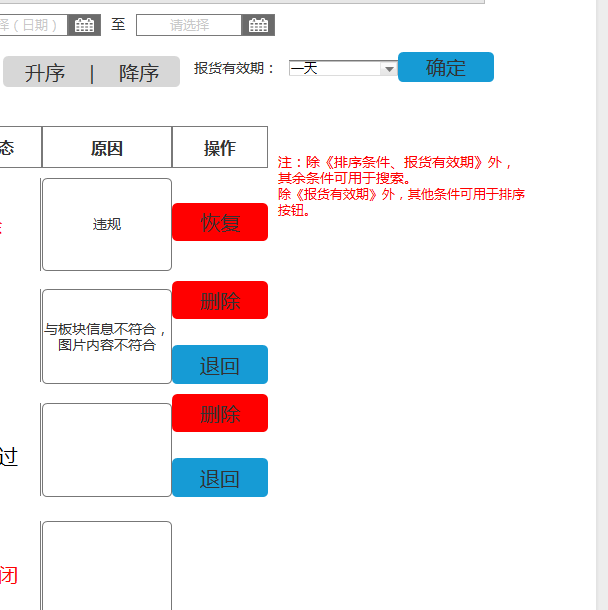 择（日期） 至 请选择
升序 | 降序 报货有效期： 一天 确定
态 原因 操作
注：除《排序条件、报货有效期》外，
其余条件可用于搜索。
除《报货有效期》外，其他条件可用于排序
按钮。
违规 恢复
删除
与板块信息不符合，
图片内容不符合
退回
删除
过
退回
闭